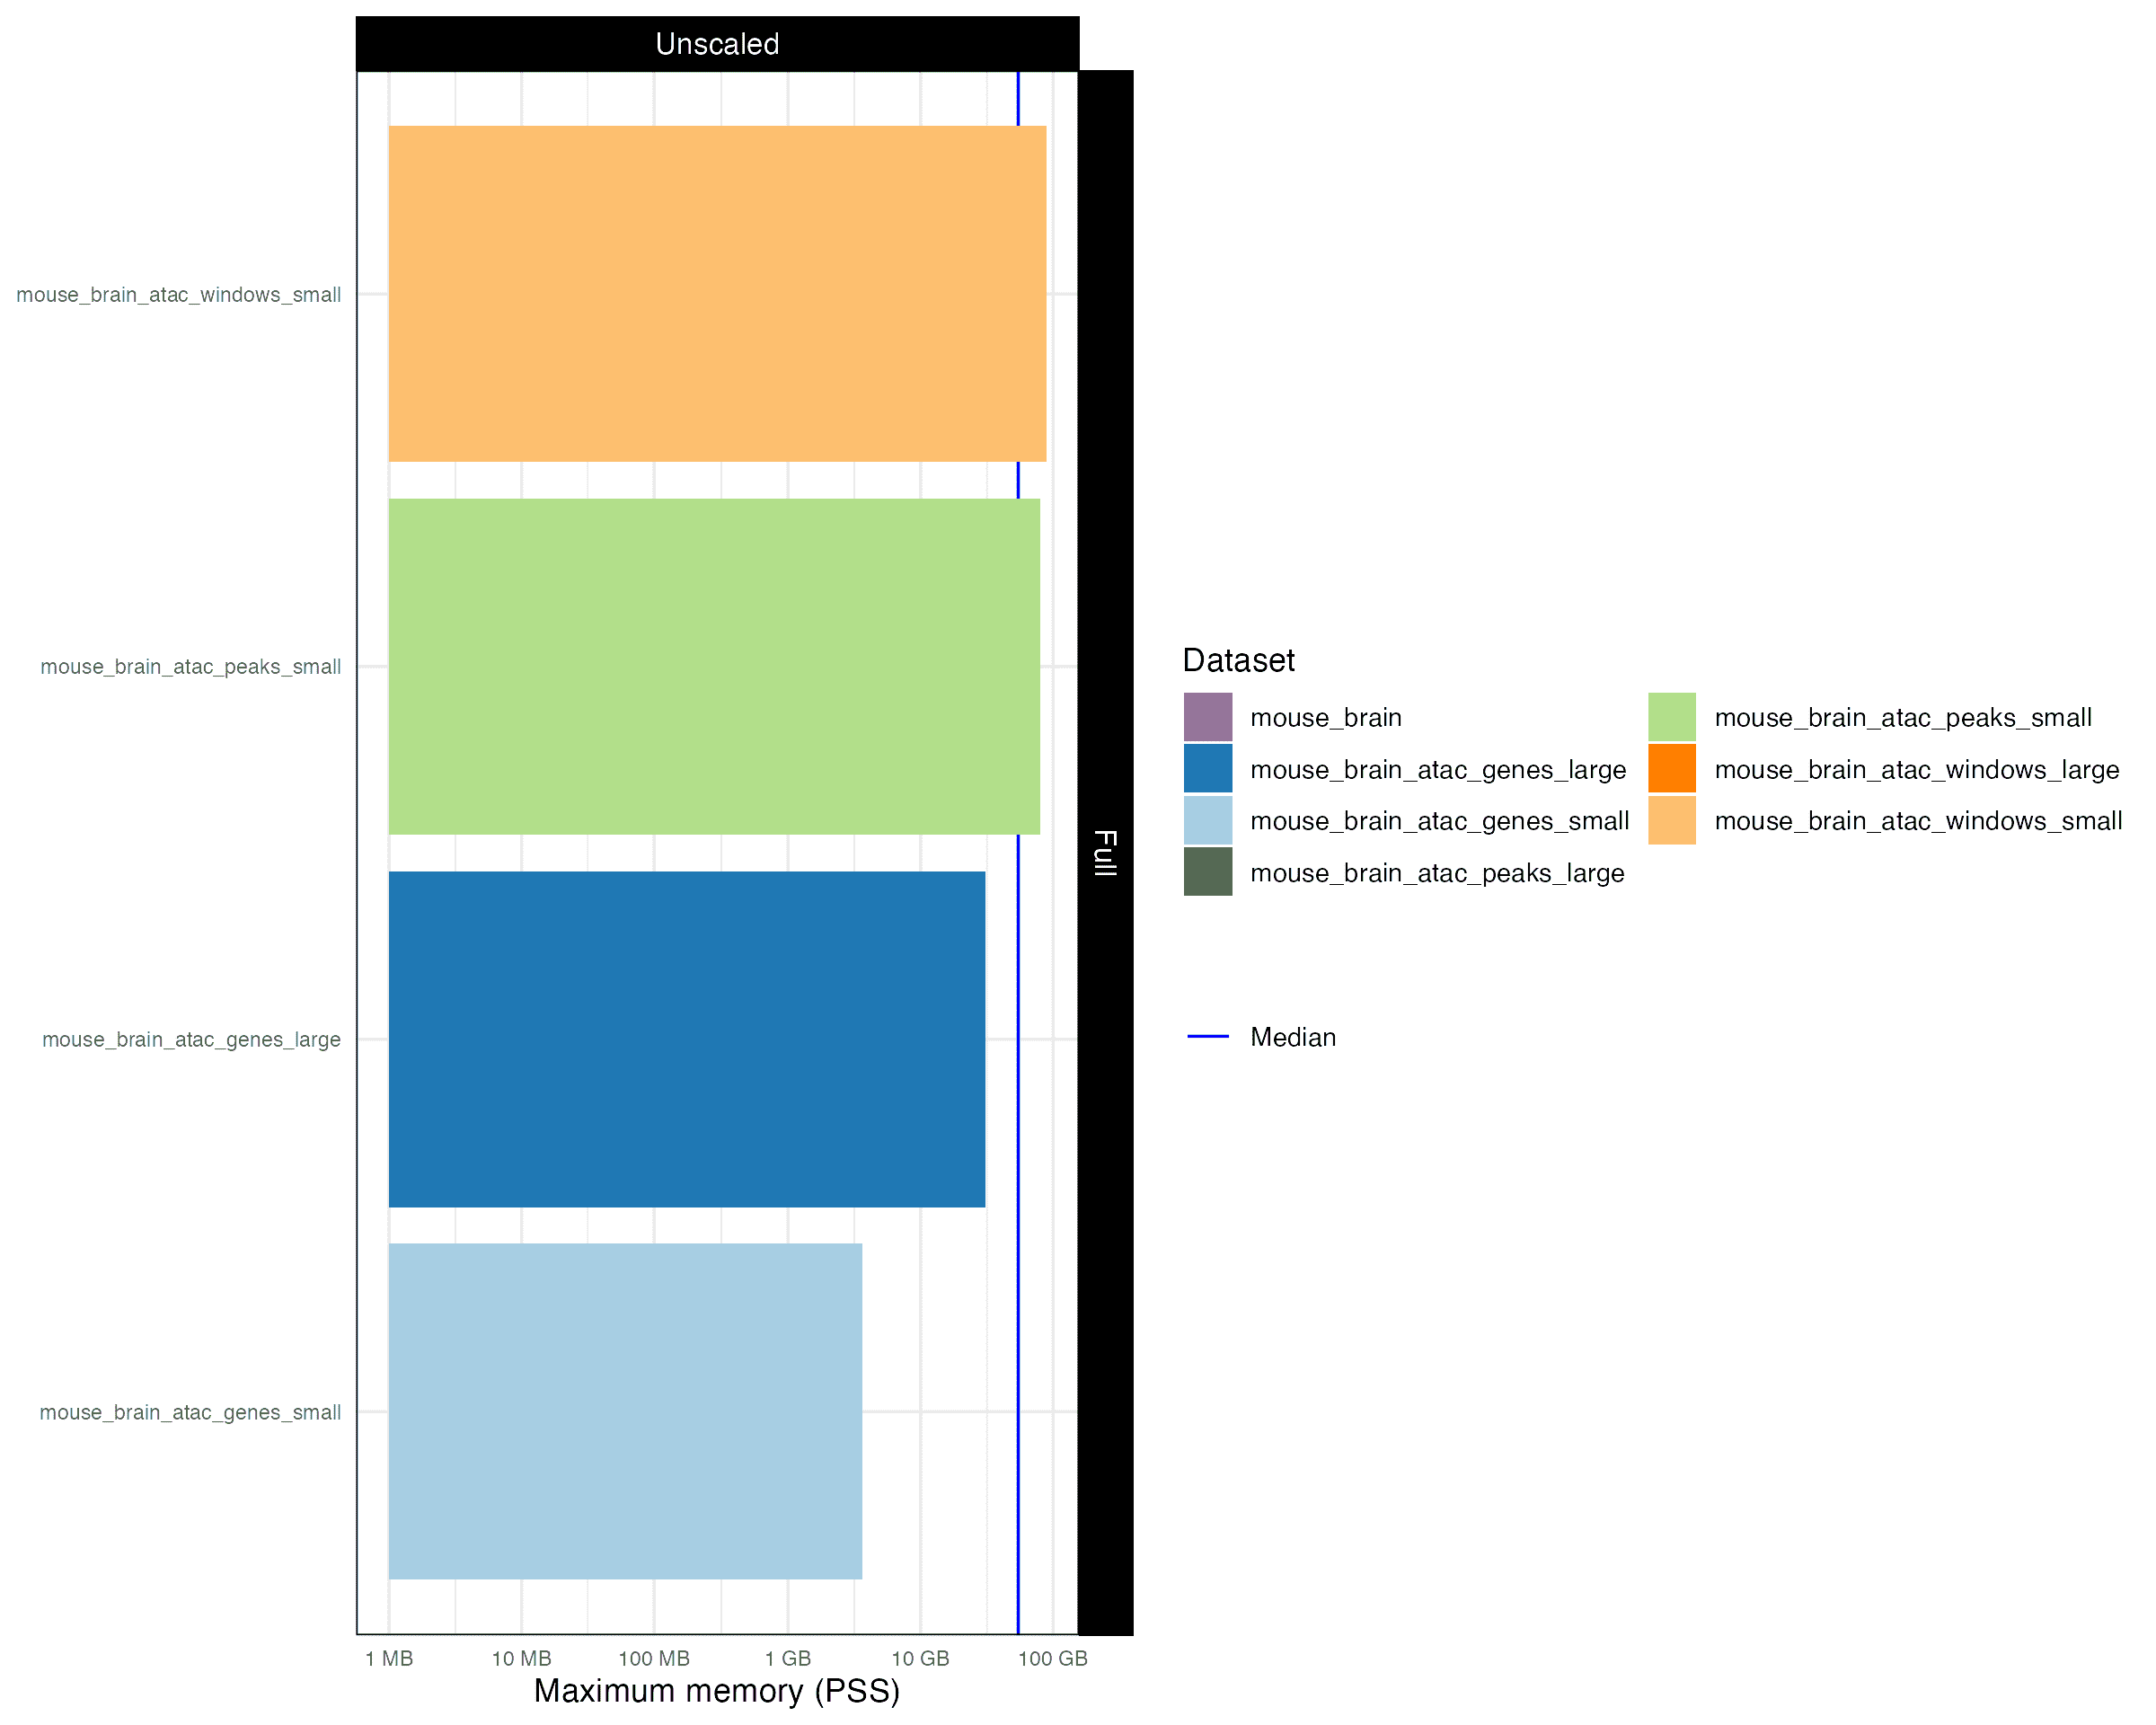 Unscaled
Full
mouse_brain_atac_windows_small
mouse_brain_atac_peaks_small
mouse_brain_atac_genes_large
mouse_brain_atac_genes_small
1 MB 10 MB 100 MB 1 GB 10 GB 100 GB
Maximum memory (PSS)
Dataset
mouse_brain
mouse_brain_atac_genes_large
mouse_brain_atac_genes_small
mouse_brain_atac_peaks_large
mouse_brain_atac_peaks_small
mouse_brain_atac_windows_large
mouse_brain_atac_windows_small
Median